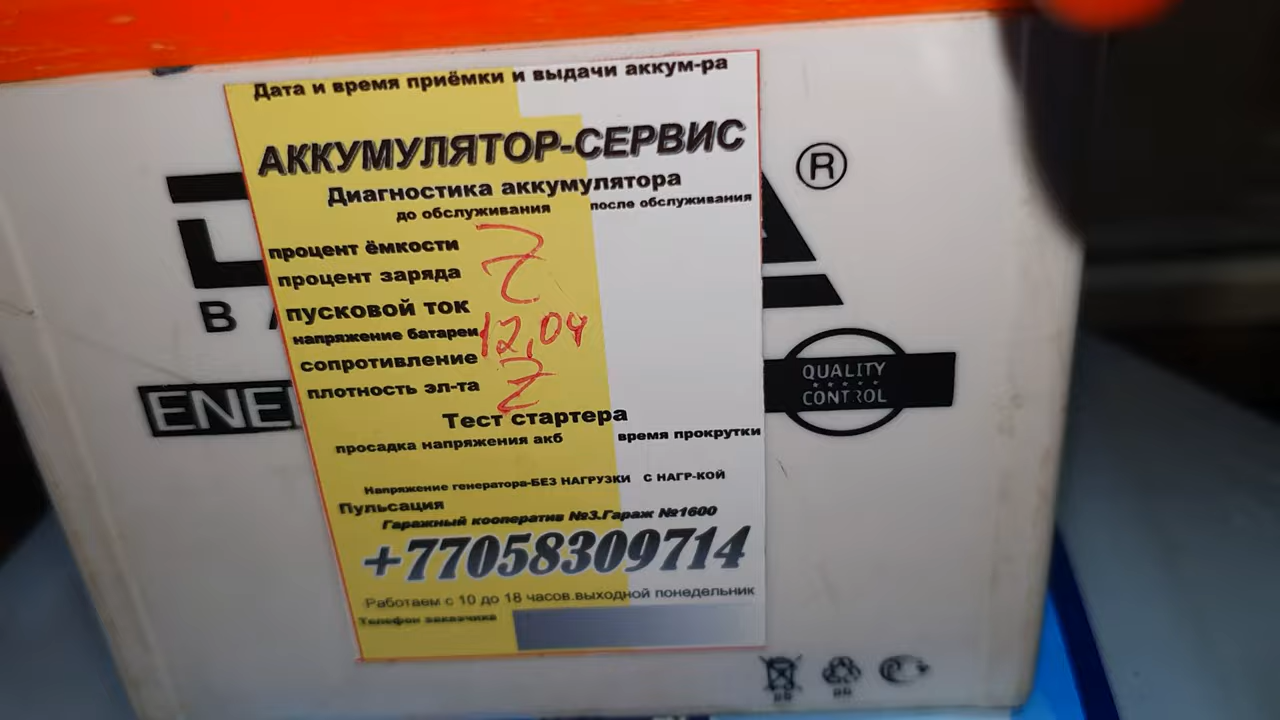 Дата и время приёмки и выдачи аккум-ра
АККУМУЛЯТОР-СЕРВИС
®
Диагностика аккумулятора
до обслуживания после обслуживания
процент ёмкости
процент заряда
пусковой ток
напряжение батареи 12,04
сопротивление
плотность эл-та
QUALITY
CONTROL
Тест стартера
просадка напряжения акб время прокрутки
Напряжение генератора-БЕЗ НАГРУЗКИ С НАГР-КОЙ
Пульсация
Гаражный кооператив №3.Гараж №1600
+77058309714
Работаем с 10 до 18 часов.выходной понедельник
Телефон заказчика